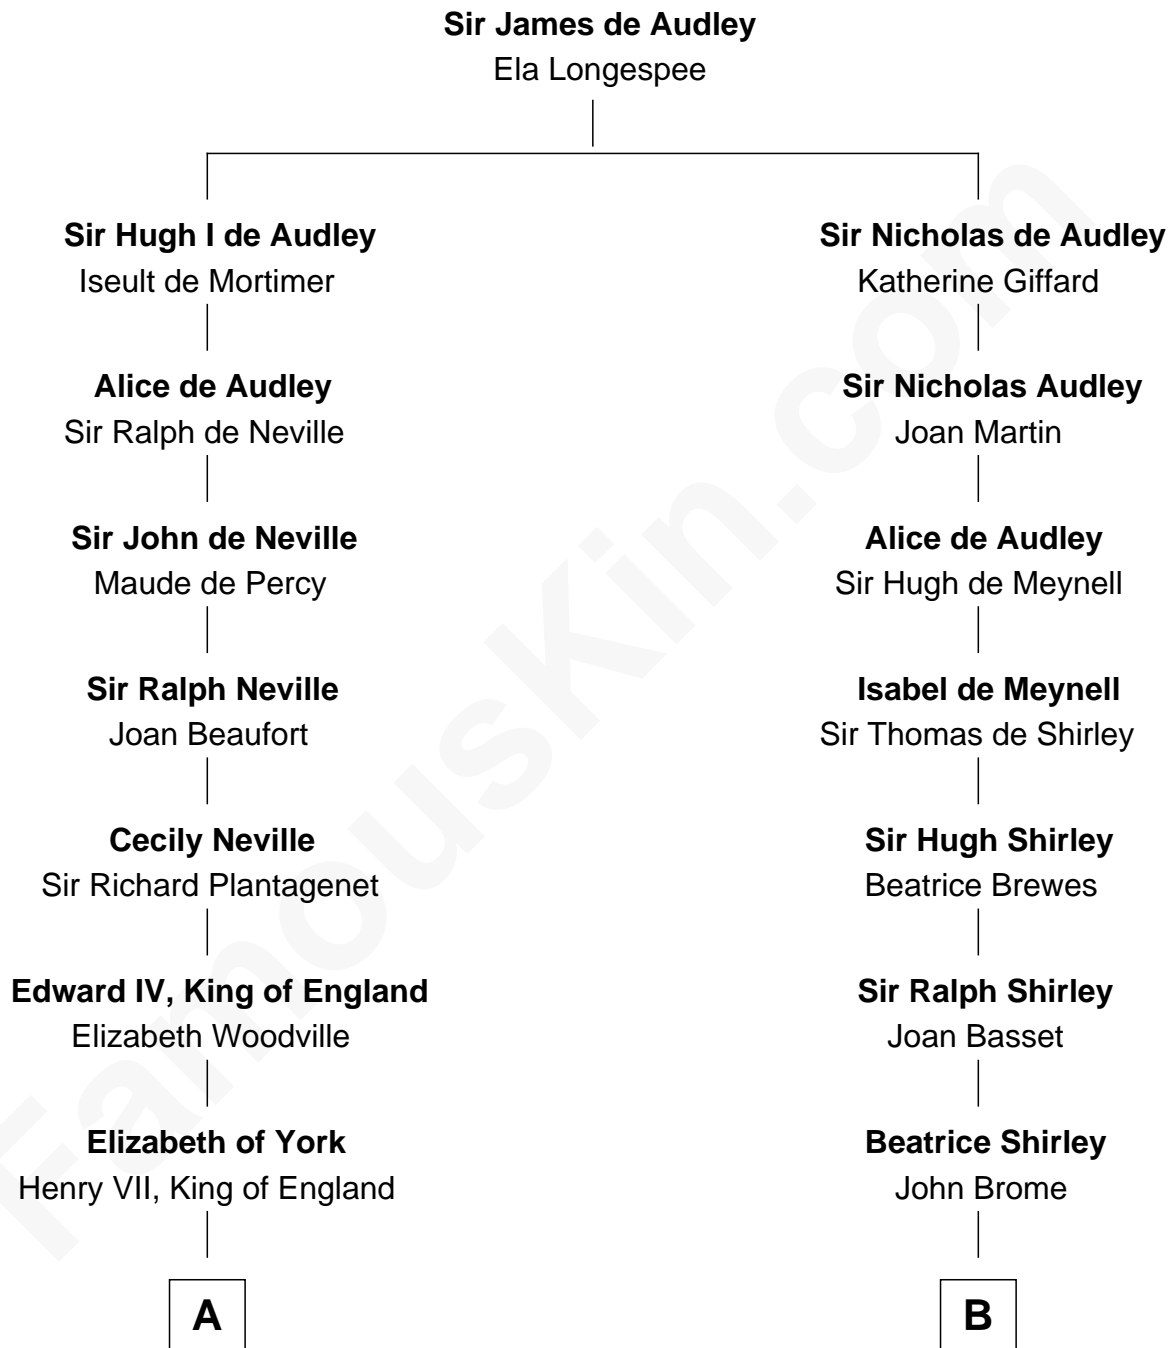 Sir James de Audley
Ela Longespee
Sir Hugh I de Audley
Iseult de Mortimer
Alice de Audley
Sir Ralph de Neville
Sir John de Neville
Maude de Percy
Sir Ralph Neville
Joan Beaufort
Cecily Neville
Sir Richard Plantagenet
Edward IV, King of England
Elizabeth Woodville
Elizabeth of York
Henry VII, King of England
A
Sir Nicholas de Audley
Katherine Giffard
Sir Nicholas Audley
Joan Martin
Alice de Audley
Sir Hugh de Meynell
Isabel de Meynell
Sir Thomas de Shirley
Sir Hugh Shirley
Beatrice Brewes
Sir Ralph Shirley
Joan Basset
Beatrice Shirley
John Brome
B
FamousKin.com